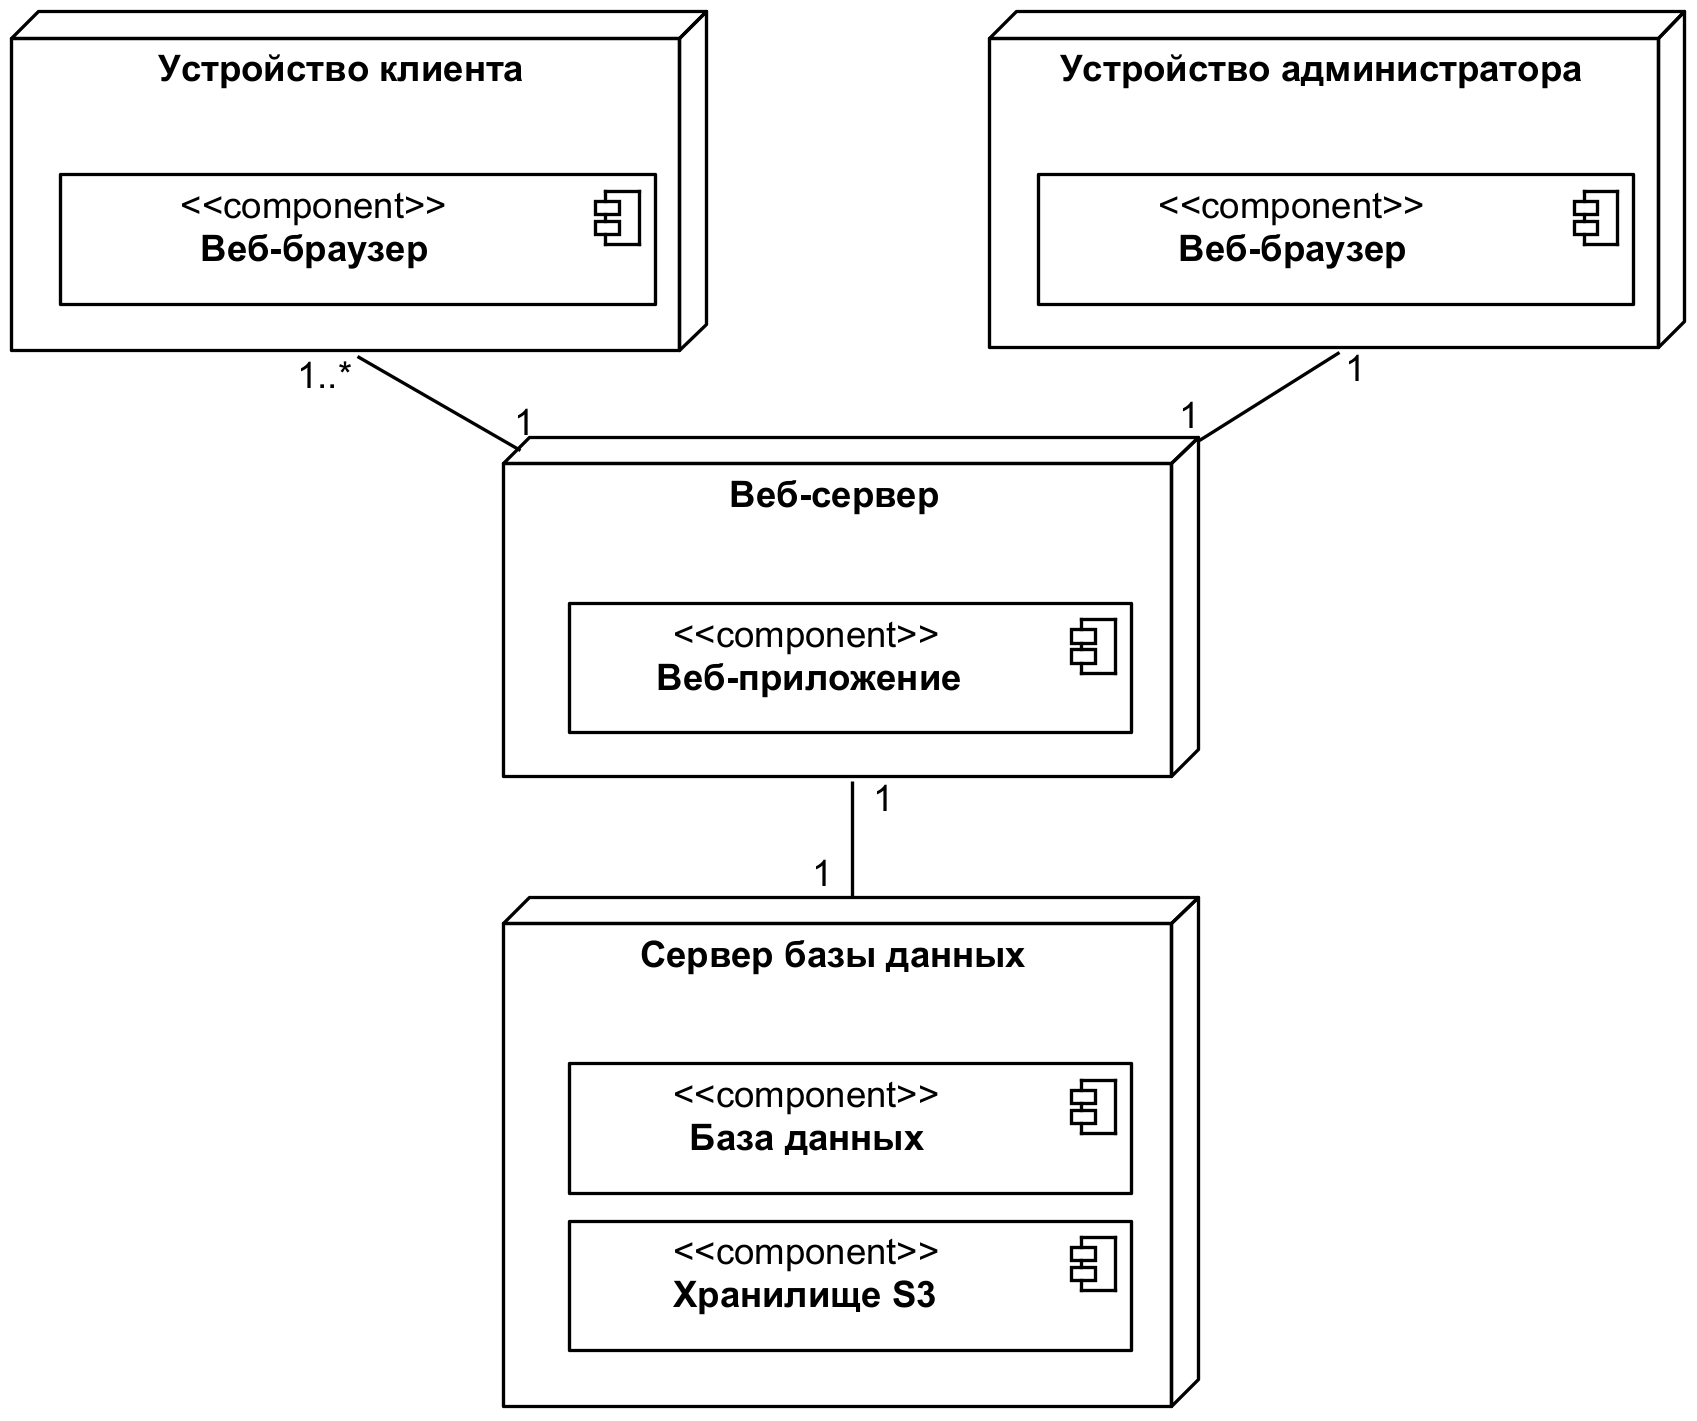 Устройство клиента
<<component>>
Веб-браузер
1..*
1
Устройство администратора
<<component>>
Веб-браузер
1
1
Веб-сервер
<<component>>
Веб-приложение
1
1
Сервер базы данных
<<component>>
База данных
<<component>>
Хранилище S3